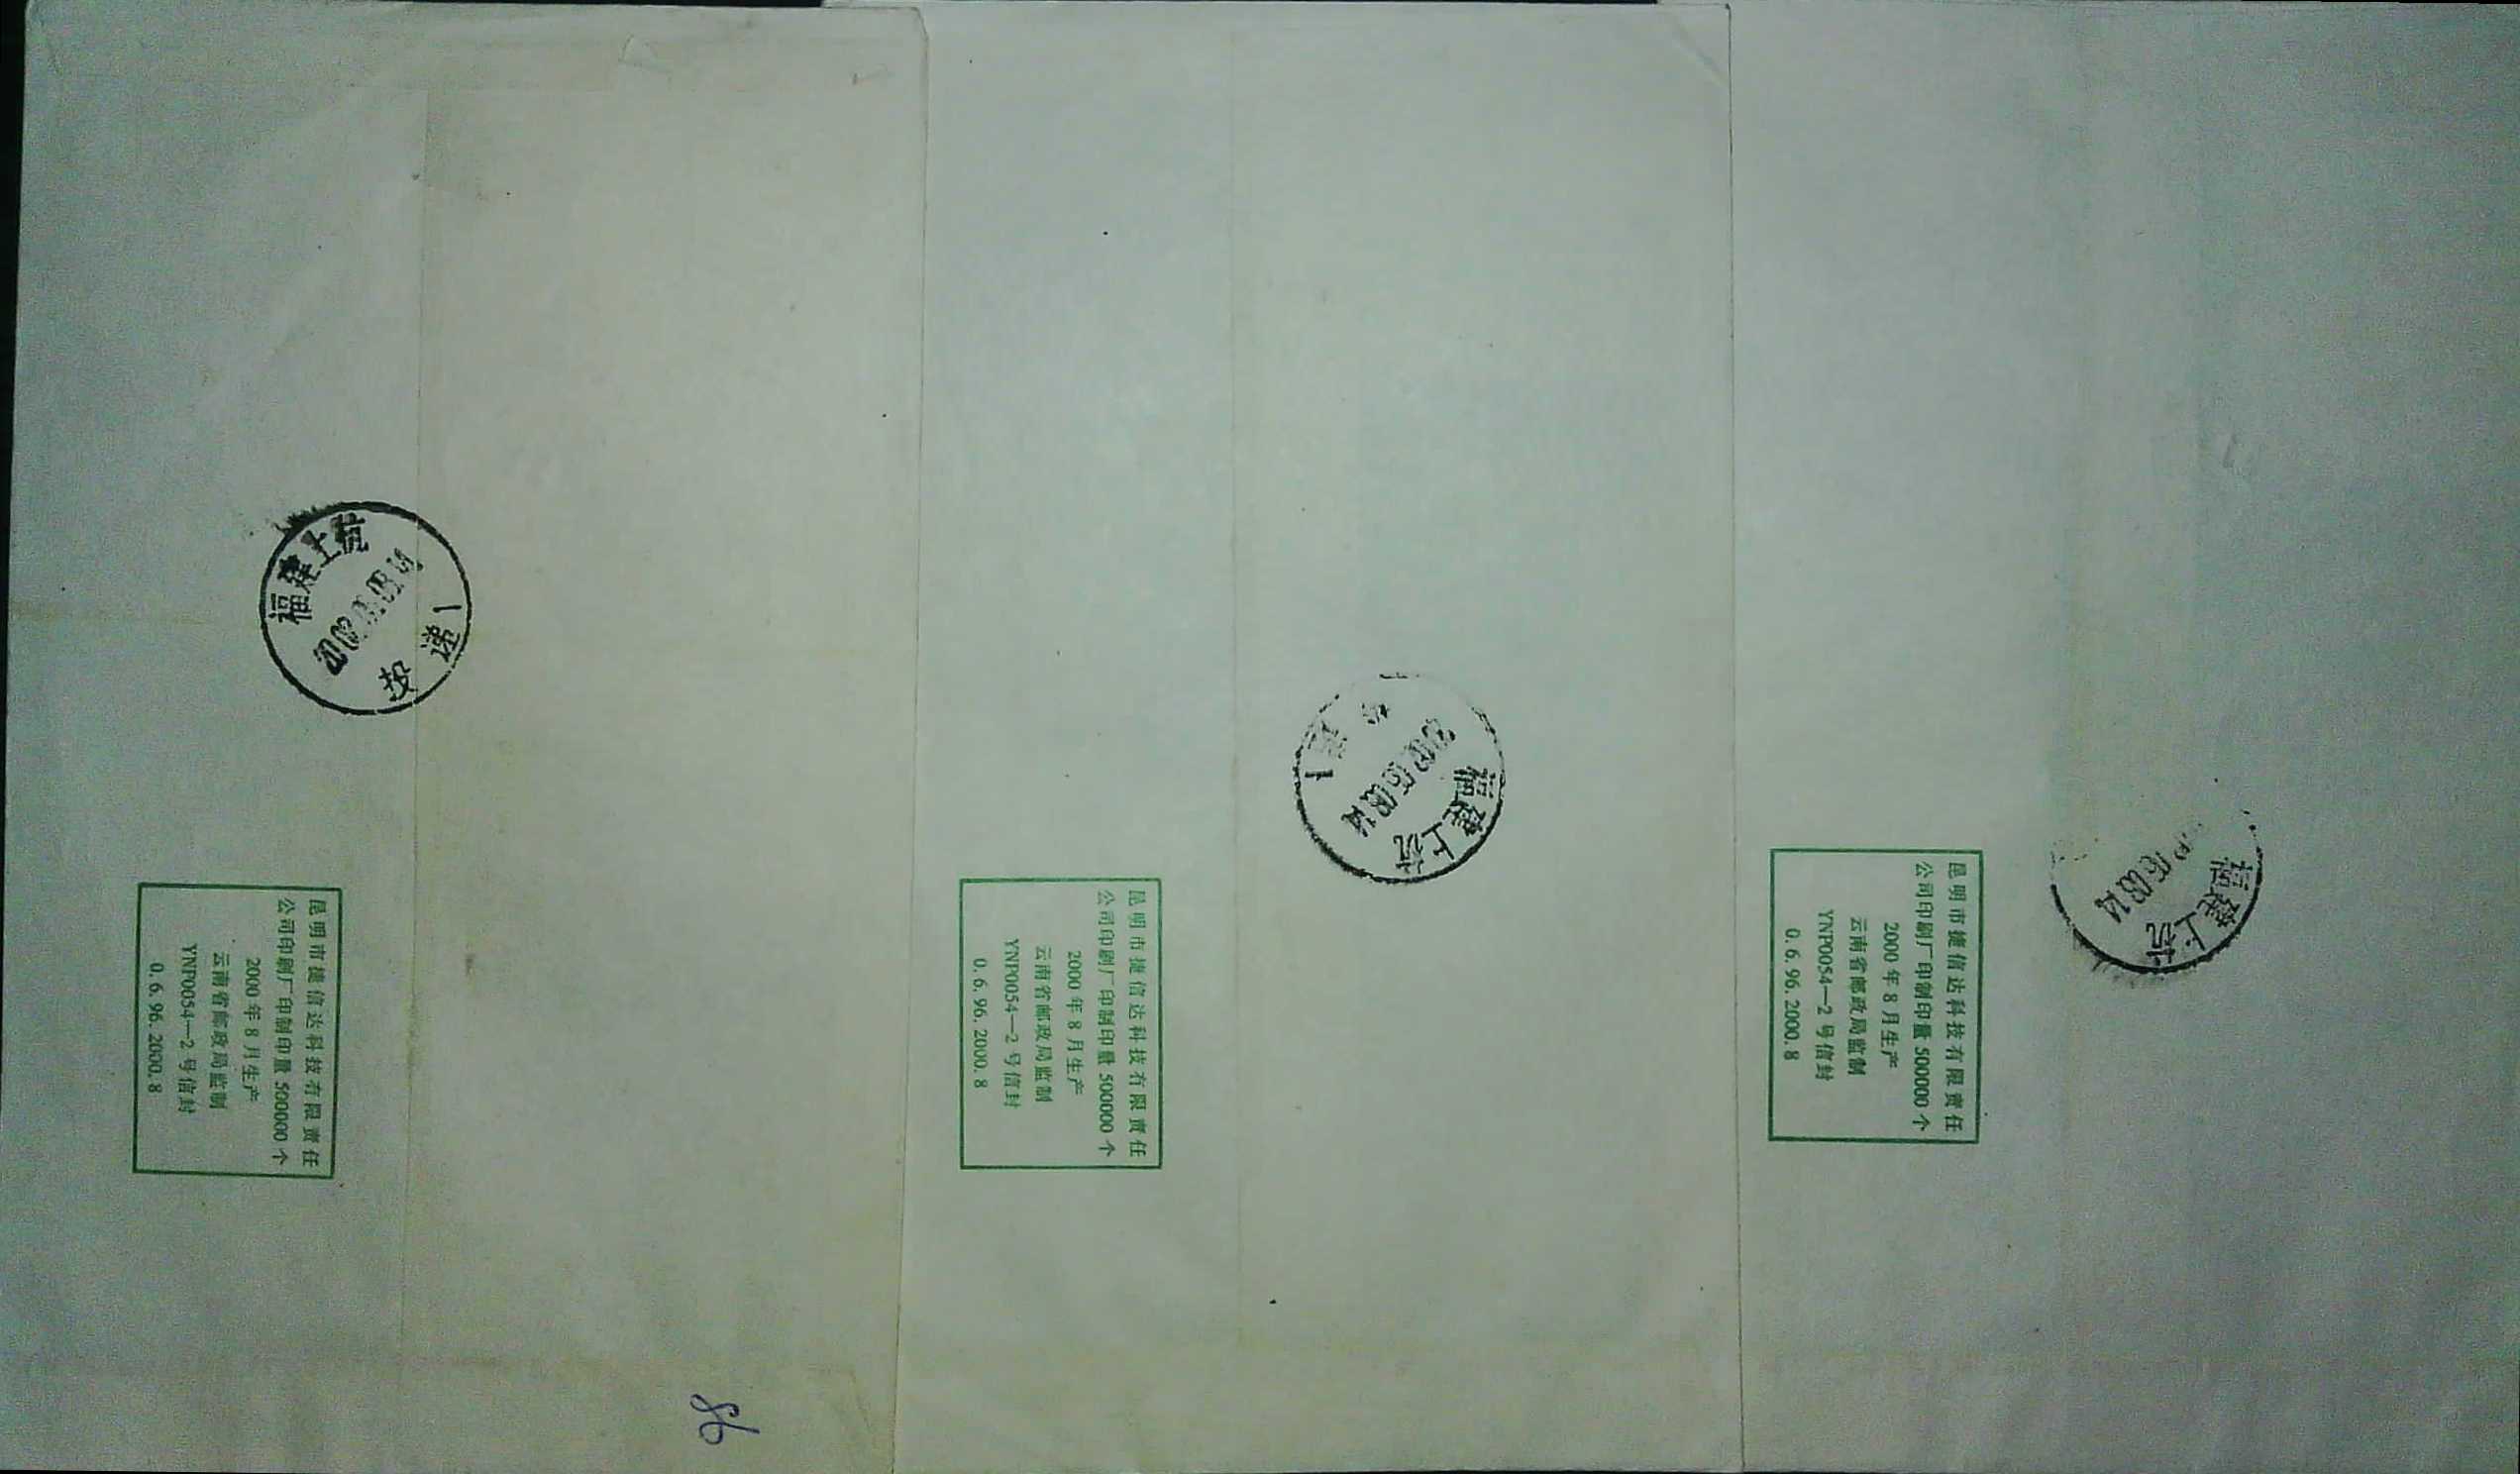 福建上杭
投递1
昆明市捷信达科技有限责任
公司印刷厂印制印量500000个
2000年8月生产
云南省邮政局监制
YNP0054—2号信封
0.6.96.2000.8
86
福建上杭
1
昆明市捷信达科技有限责任
公司印刷厂印制印量500000个
2000年8月生产
云南省邮政局监制
YNP0054—2号信封
0.6.96.2000.8
福建上杭
昆明市捷信达科技有限责任
公司印刷厂印制印量500000个
2000年8月生产
云南省邮政局监制
YNP0054—2号信封
0.6.96.2000.8